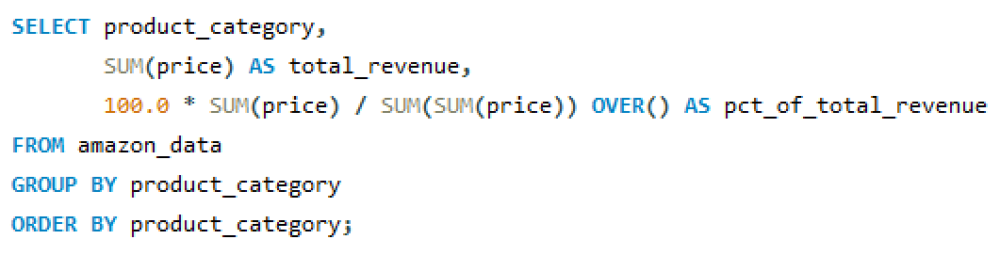 SELECT product_category,
       SUM(price) AS total_revenue,
       100.0 * SUM(price) / SUM(SUM(price)) OVER() AS pct_of_total_revenue
FROM amazon_data
GROUP BY product_category
ORDER BY product_category;